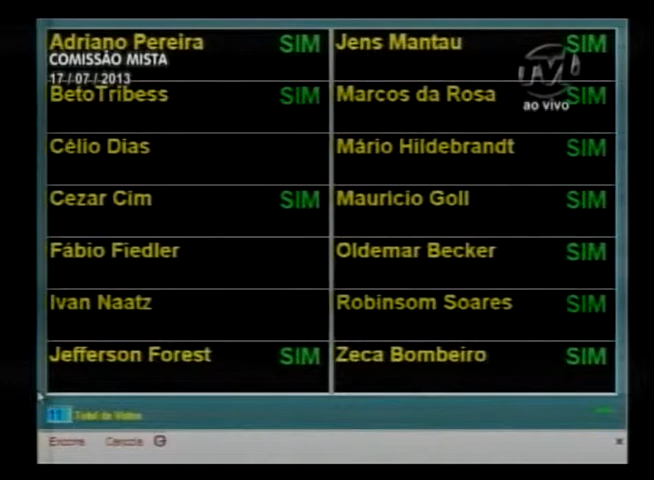 Adriano Pereira SIM
COMISSÃO MISTA
17 / 07 / 2013
BetoTribess SIM
Célio Dias
Cezar Cim SIM
Fábio Fiedler
Ivan Naatz
Jefferson Forest SIM
Jens Mantau SIM
TVL!
ao vivo
Marcos da Rosa SIM
Mário Hildebrandt SIM
Mauricio Goll SIM
Oldemar Becker SIM
Robinsom Soares SIM
Zeca Bombeiro SIM
11 Total de Votos